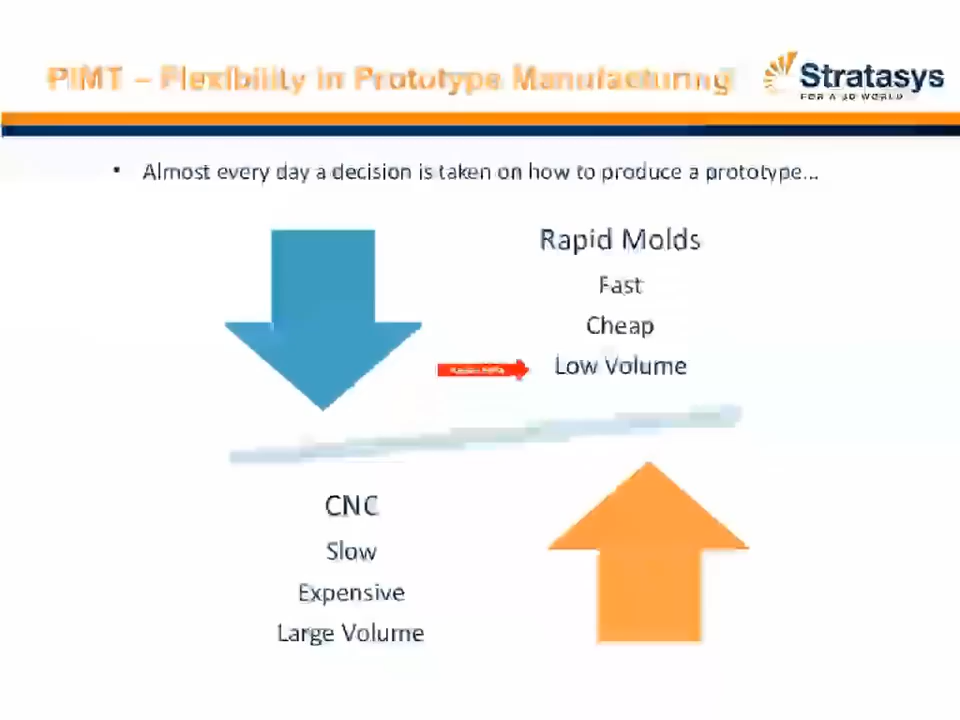 PIMT – Flexibility in Prototype Manufacturing
Stratasys
FOR A 3D WORLD
• Almost every day a decision is taken on how to produce a prototype...
Rapid Molds
Fast
Cheap
Low Volume
CNC
Slow
Expensive
Large Volume